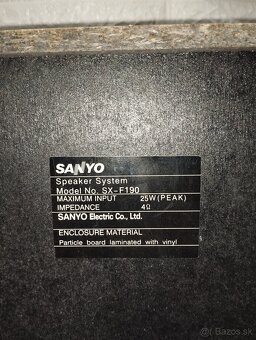 SANYO
Speaker System
Model No. SX-F190
MAXIMUM INPUT 25W(PEAK)
IMPEDANCE 4Ω
SANYO Electric Co., Ltd.
ENCLOSURE MATERIAL
Particle board laminated with vinyl
Bazos.sk